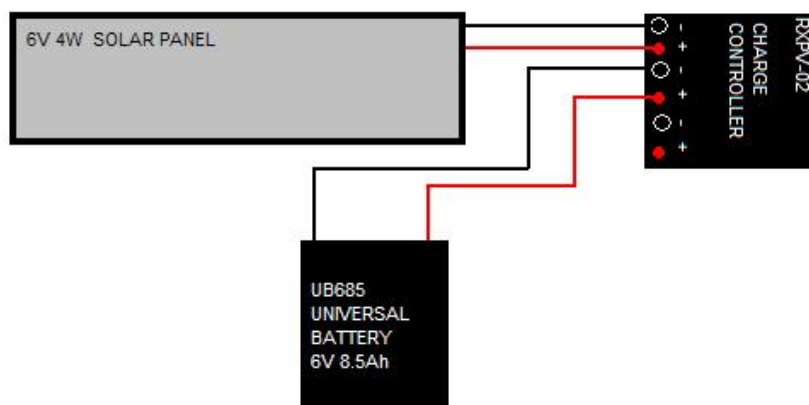 6V 4W SOLAR PANEL
-
+
-
+
-
+
RXPV-02
CHARGE
CONTROLLER
UB685
UNIVERSAL
BATTERY
6V 8.5Ah